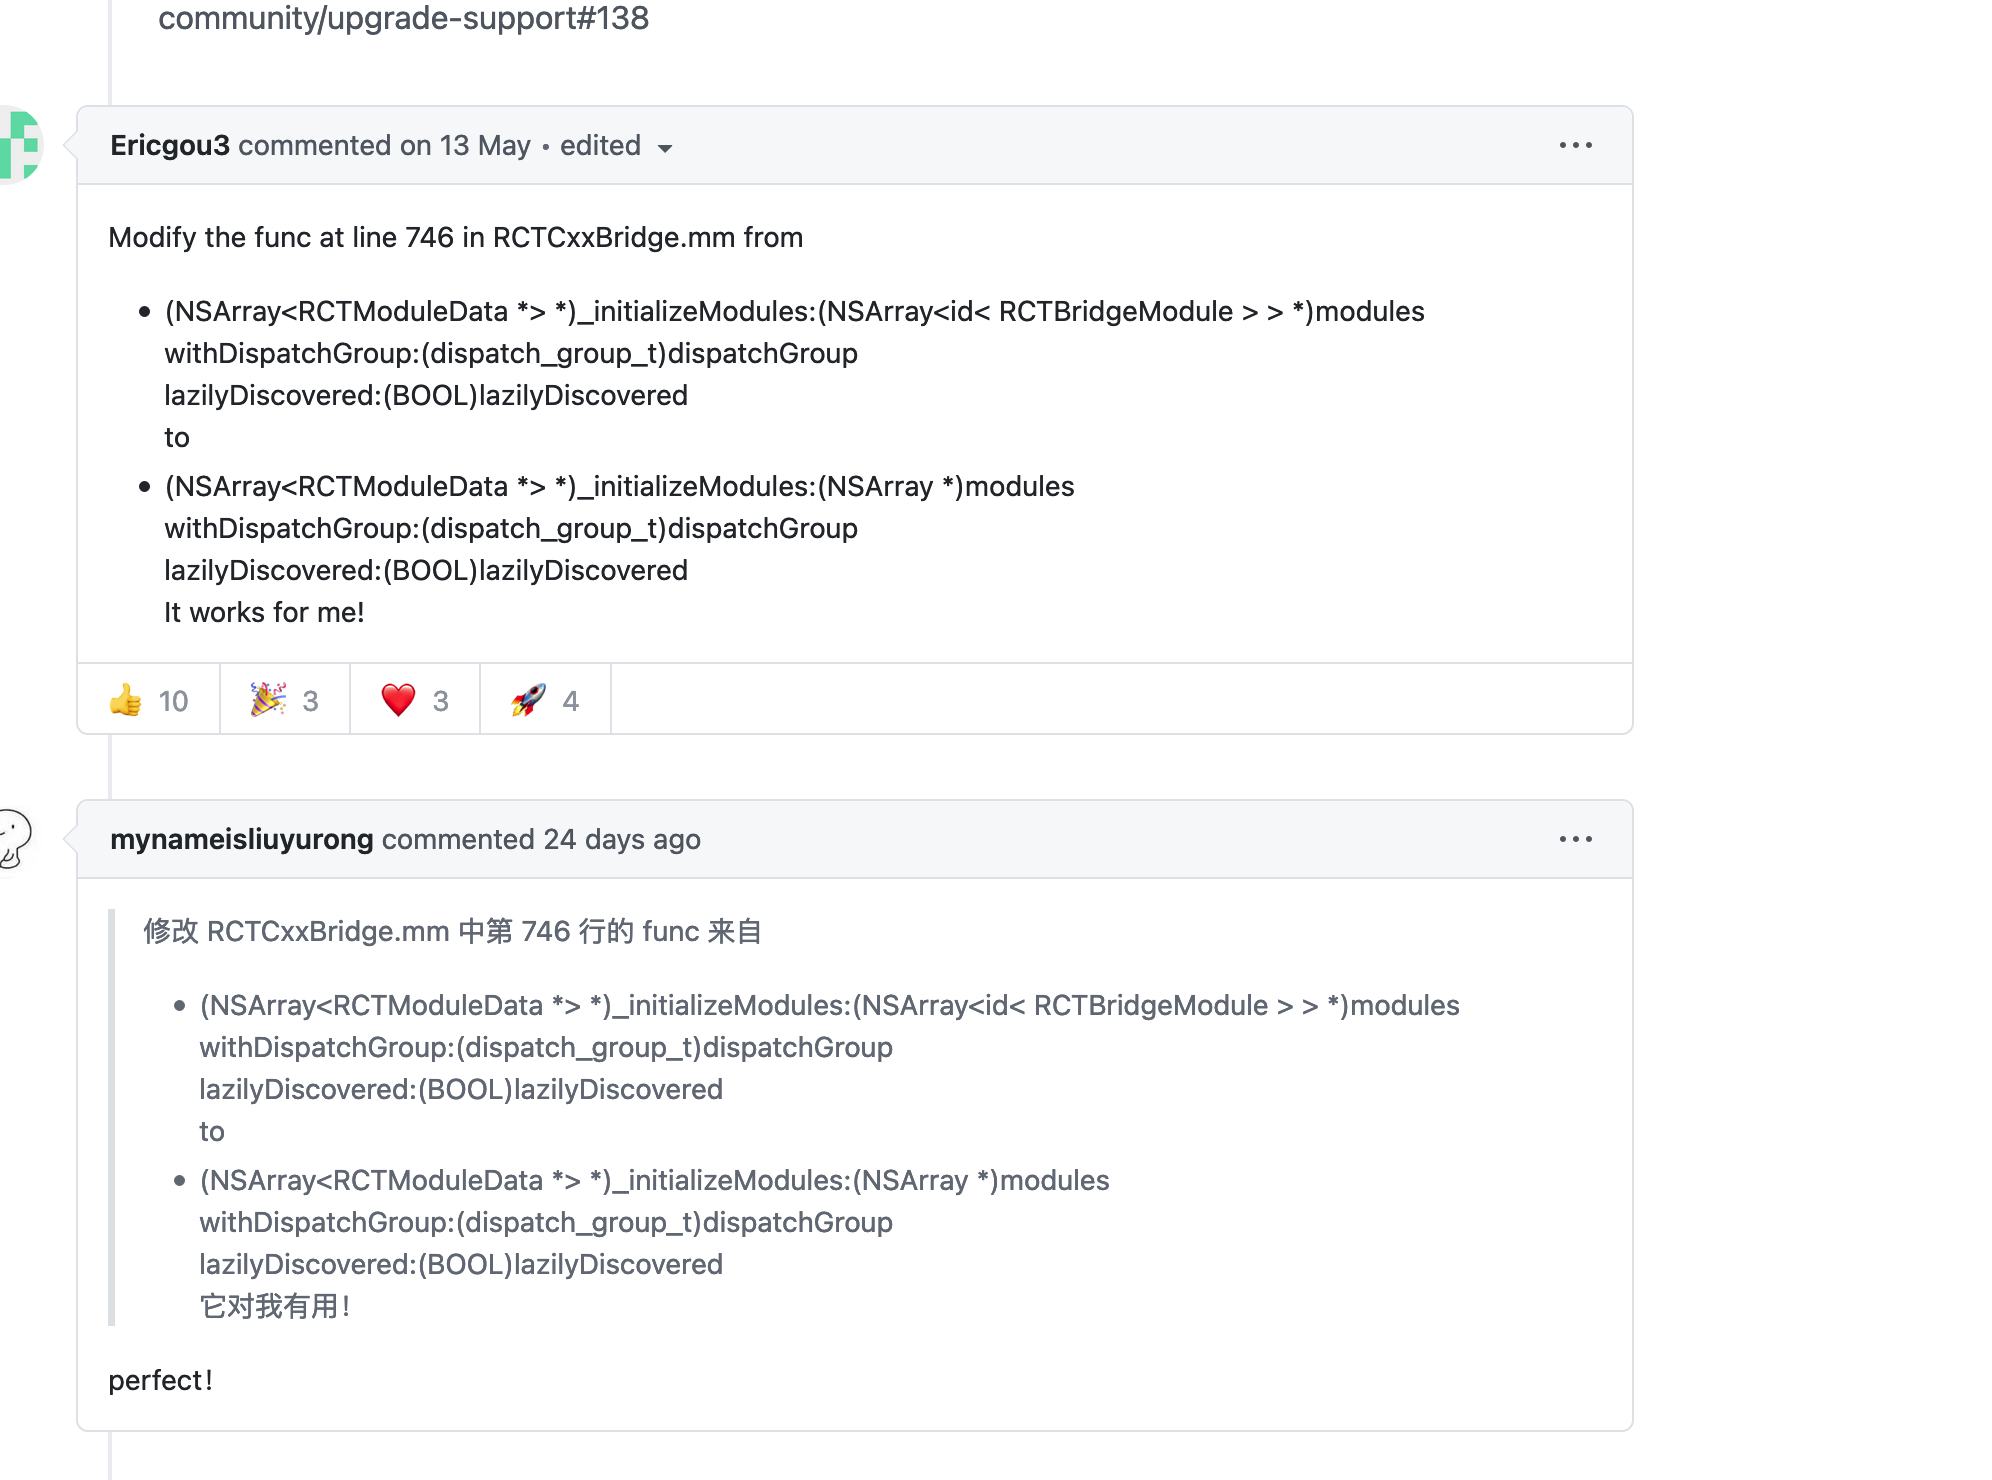 community/upgrade-support#138
Ericgou3 commented on 13 May • edited
Modify the func at line 746 in RCTCxxBridge.mm from
• (NSArray<RCTModuleData *> *)_initializeModules:(NSArray<id< RCTBridgeModule > > *)modules
withDispatchGroup:(dispatch_group_t)dispatchGroup
lazilyDiscovered:(BOOL)lazilyDiscovered
to
• (NSArray<RCTModuleData *> *)_initializeModules:(NSArray *)modules
withDispatchGroup:(dispatch_group_t)dispatchGroup
lazilyDiscovered:(BOOL)lazilyDiscovered
It works for me!
👍 10 🎉 3 ❤️ 3 🚀 4
mynameisliuyurong commented 24 days ago
修改 RCTCxxBridge.mm 中第 746 行的 func 来自
• (NSArray<RCTModuleData *> *)_initializeModules:(NSArray<id< RCTBridgeModule > > *)modules
withDispatchGroup:(dispatch_group_t)dispatchGroup
lazilyDiscovered:(BOOL)lazilyDiscovered
to
• (NSArray<RCTModuleData *> *)_initializeModules:(NSArray *)modules
withDispatchGroup:(dispatch_group_t)dispatchGroup
lazilyDiscovered:(BOOL)lazilyDiscovered
它对我有用！
perfect！